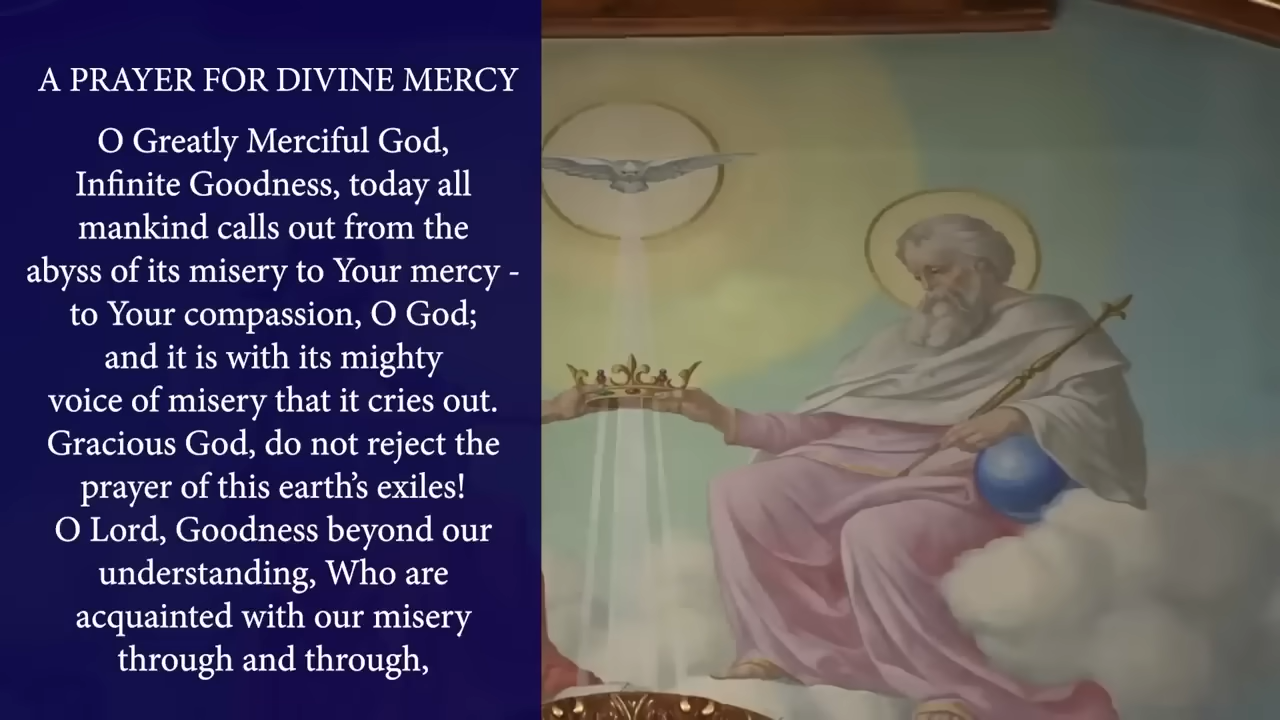 A PRAYER FOR DIVINE MERCY
O Greatly Merciful God,
Infinite Goodness, today all
mankind calls out from the
abyss of its misery to Your mercy -
to Your compassion, O God;
and it is with its mighty
voice of misery that it cries out.
Gracious God, do not reject the
prayer of this earth’s exiles!
O Lord, Goodness beyond our
understanding, Who are
acquainted with our misery
through and through,